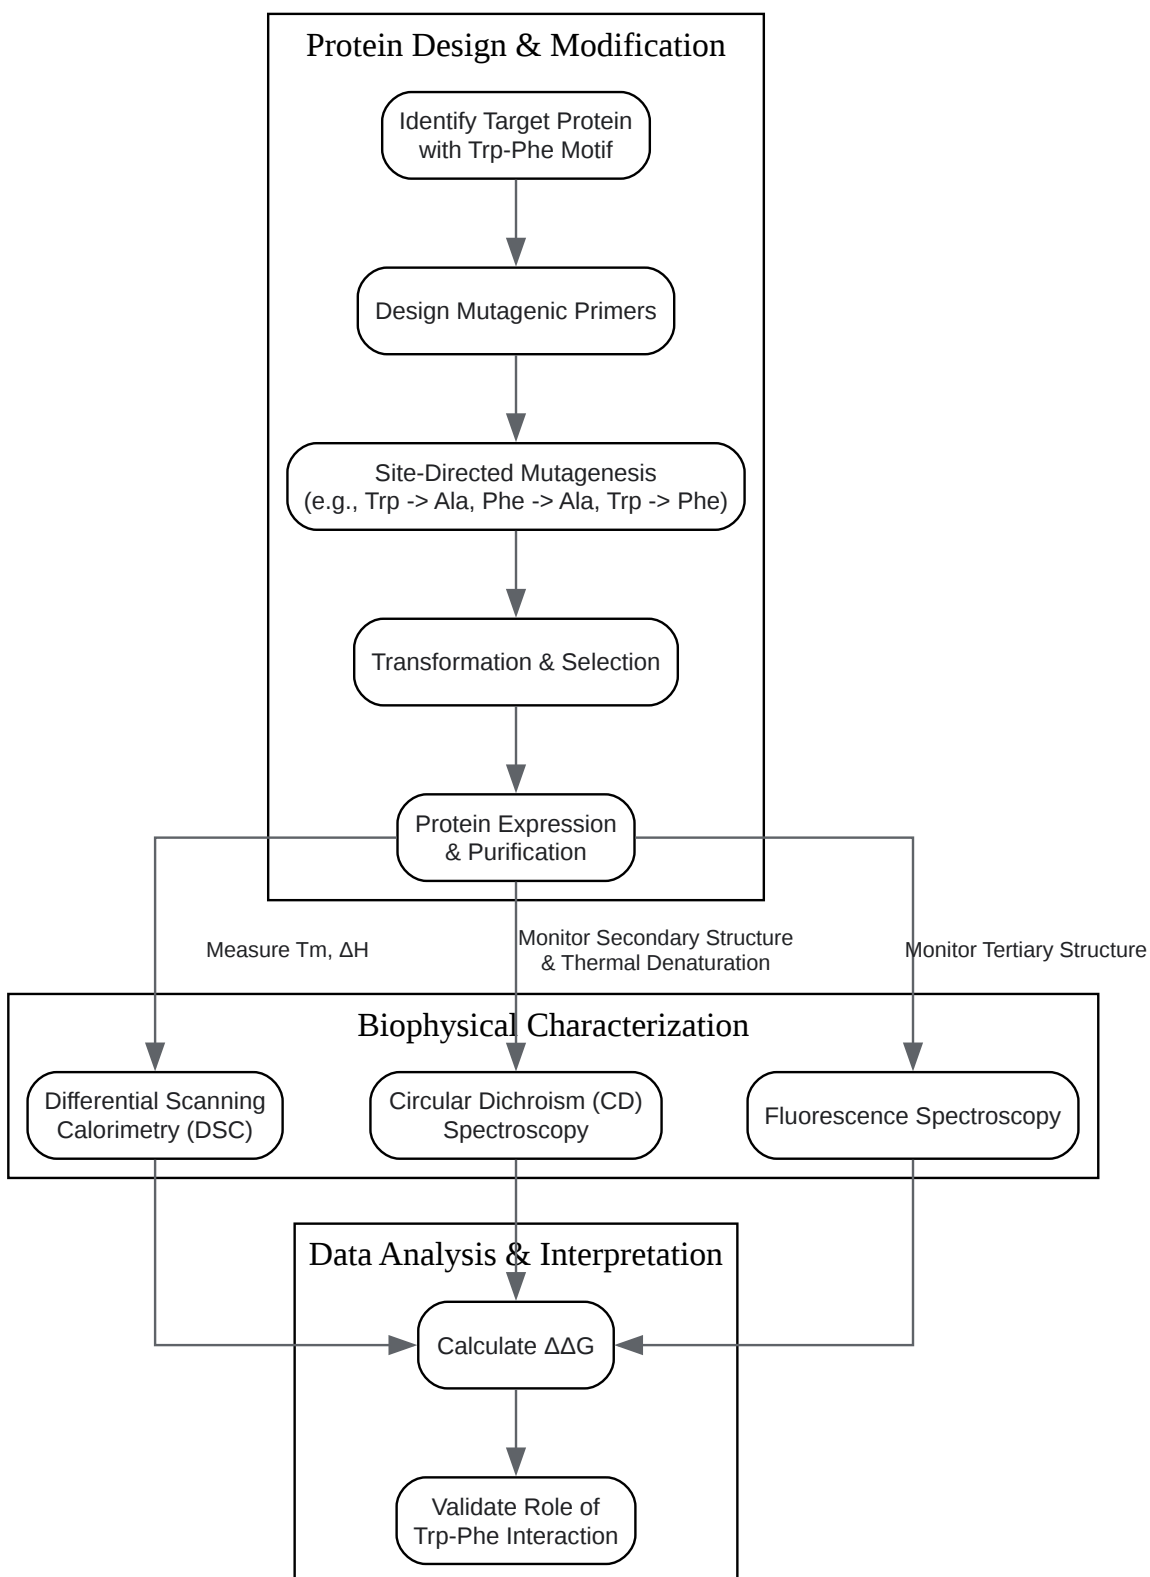 Protein Design & Modification
Identify Target Protein
with Trp-Phe Motif
Design Mutagenic Primers
Site-Directed Mutagenesis
(e.g., Trp -> Ala, Phe -> Ala, Trp -> Phe)
Transformation & Selection
Protein Expression
& Purification
Measure Tm, ΔH
Monitor Secondary Structure
& Thermal Denaturation
Monitor Tertiary Structure
Biophysical Characterization
Differential Scanning
Calorimetry (DSC)
Circular Dichroism (CD)
Spectroscopy
Fluorescence Spectroscopy
Data Analysis & Interpretation
Calculate ΔΔG
Validate Role of
Trp-Phe Interaction